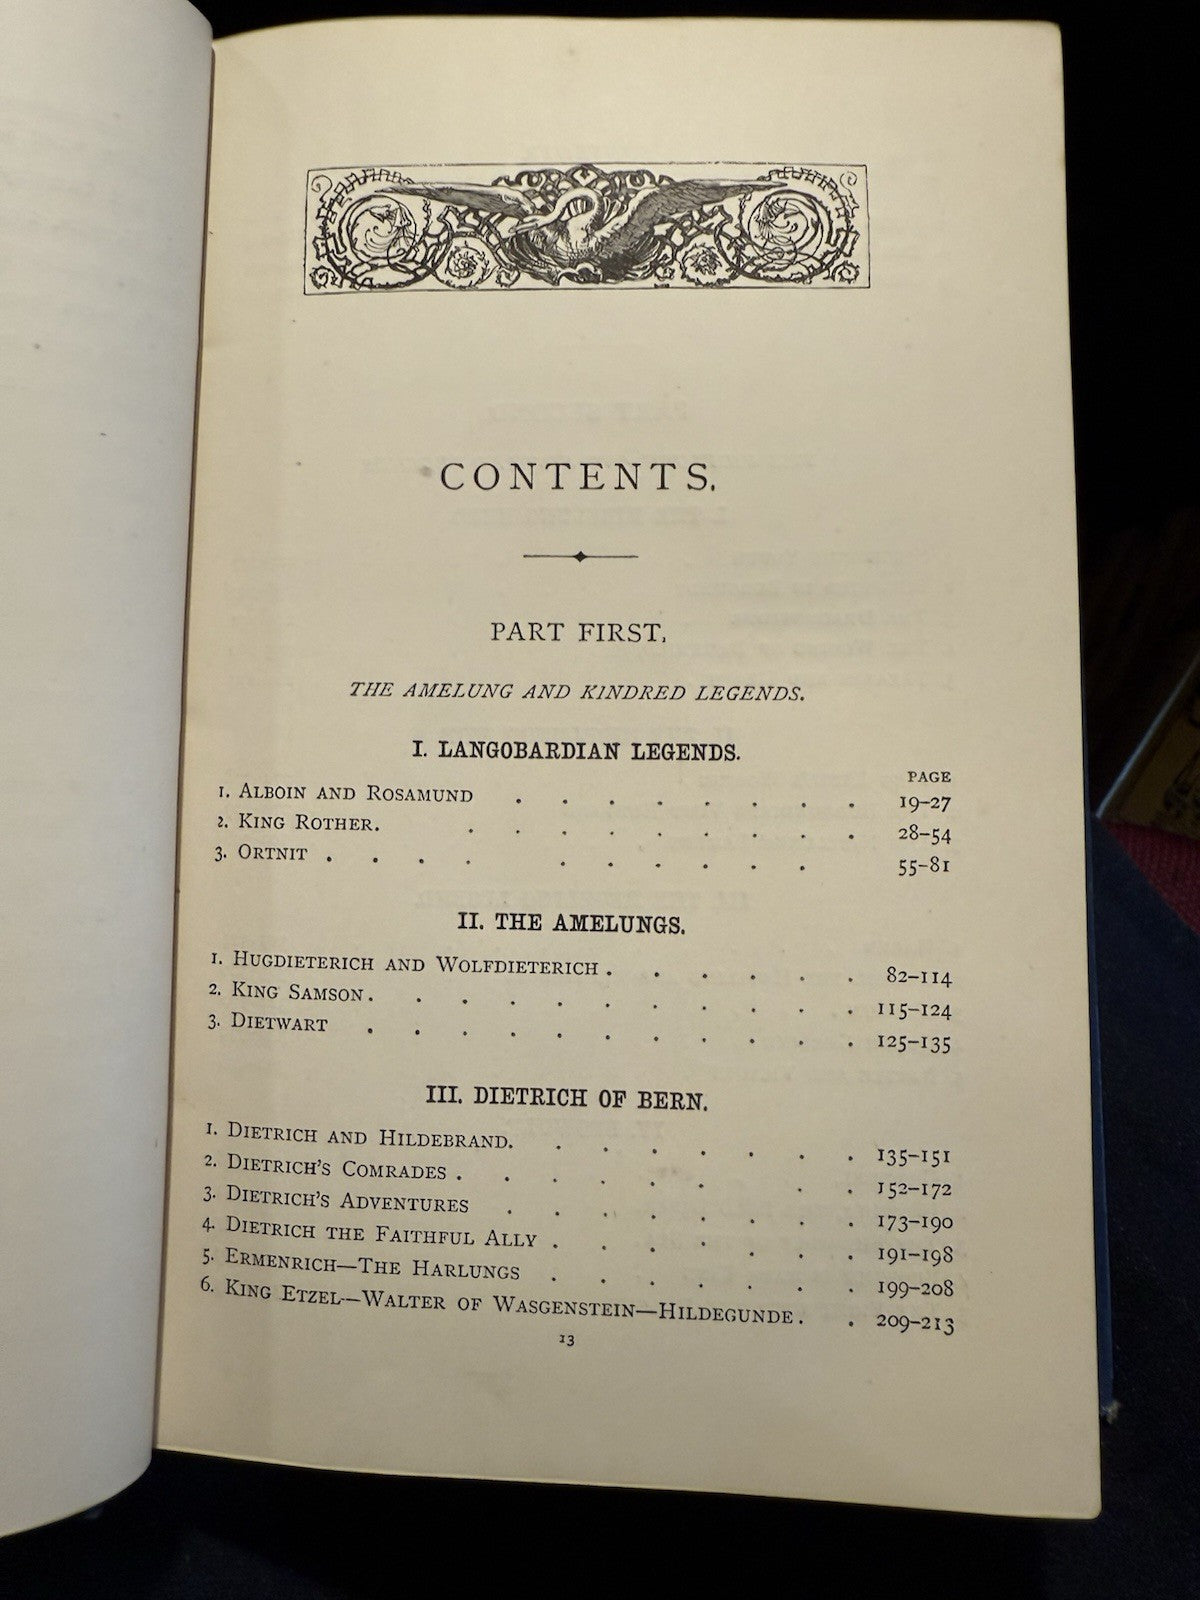 CONTENTS.
PART FIRST.
THE AMELUNG AND KINDRED LEGENDS.
I. LANGOBARDIAN LEGENDS.
PAGE
1. ALBOIN AND ROSAMUND . . . . . . . . 19–27
2. KING ROTHER. . . . . . . . . . 28–54
3. ORTNIT . . . . . . . . . . 55–81
II. THE AMELUNGS.
1. HUGDIETERICH AND WOLFDIETERICH . . . . . . 82–114
2. KING SAMSON. . . . . . . . . . . 115–124
3. DIETWART . . . . . . . . . . . 125–135
III. DIETRICH OF BERN.
1. DIETRICH AND HILDEBRAND. . . . . . . . 135–151
2. DIETRICH'S COMRADES . . . . . . . . 152–172
3. DIETRICH'S ADVENTURES . . . . . . . . 173–190
4. DIETRICH THE FAITHFUL ALLY . . . . . . . 191–198
5. ERMENRICH—THE HARLUNGS . . . . . . . 199–208
6. KING ETZEL—WALTER OF WASGENSTEIN—HILDEGUNDE . . 209–213
13